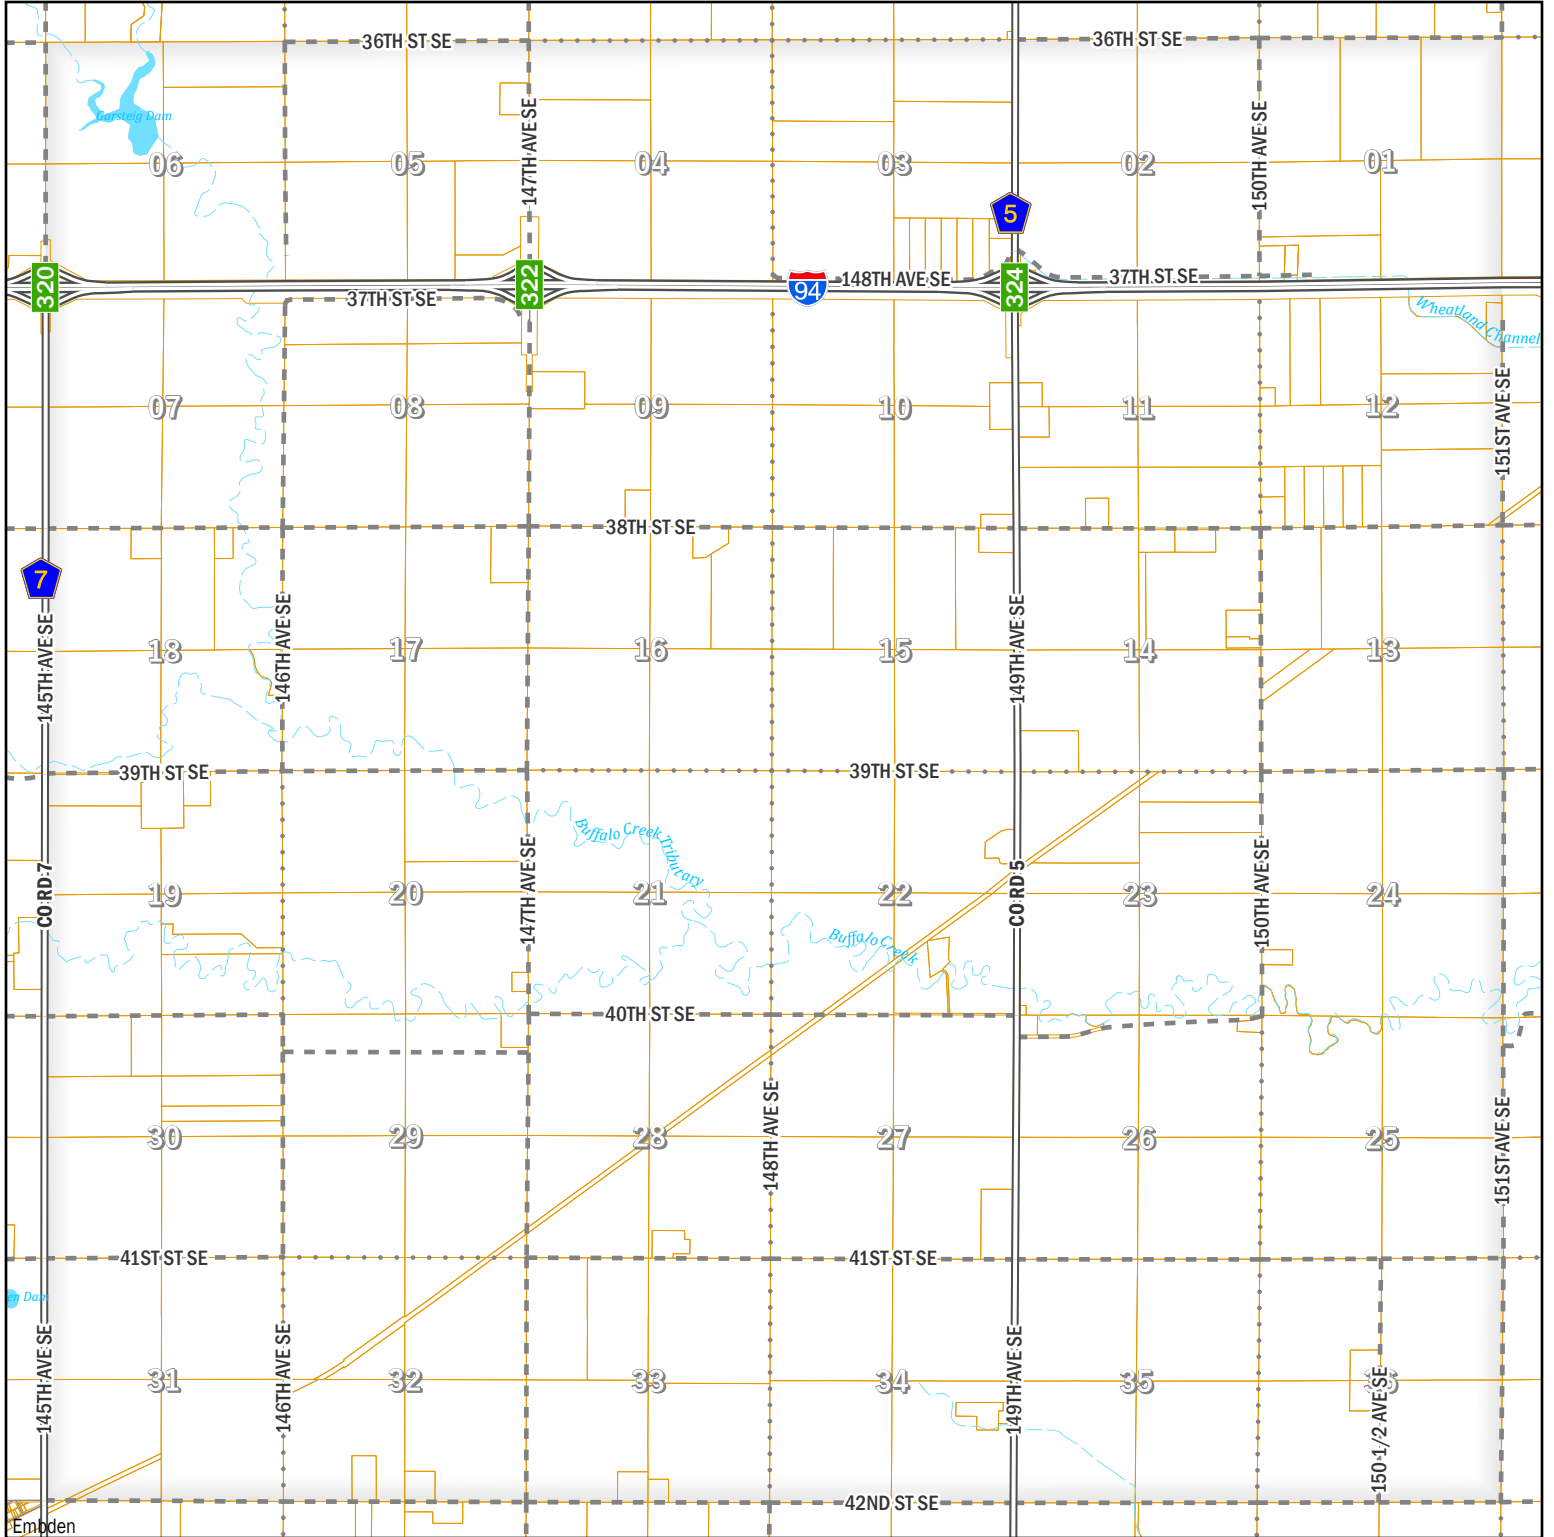 36TH ST SE
36TH ST SE
Garsteig Dam
147TH AVE SE
150TH AVE SE
06
05
04
03
02
01
5
320
322
324
94
148TH AVE SE
37TH ST SE
37TH ST SE
Wheatland Channel
07
08
09
10
11
12
151ST AVE SE
38TH ST SE
7
145TH AVE SE
146TH AVE SE
149TH AVE SE
18
17
16
15
14
13
39TH ST SE
39TH ST SE
Buffalo Creek Tributary
CO RD 7
147TH AVE SE
CO RD 5
150TH AVE SE
19
20
21
22
23
24
Buffalo Creek
40TH ST SE
148TH AVE SE
151ST AVE SE
30
29
28
27
26
25
41ST ST SE
41ST ST SE
en Dam
145TH AVE SE
146TH AVE SE
149TH AVE SE
150 1/2 AVE SE
31
32
33
34
35
36
42ND ST SE
Embden